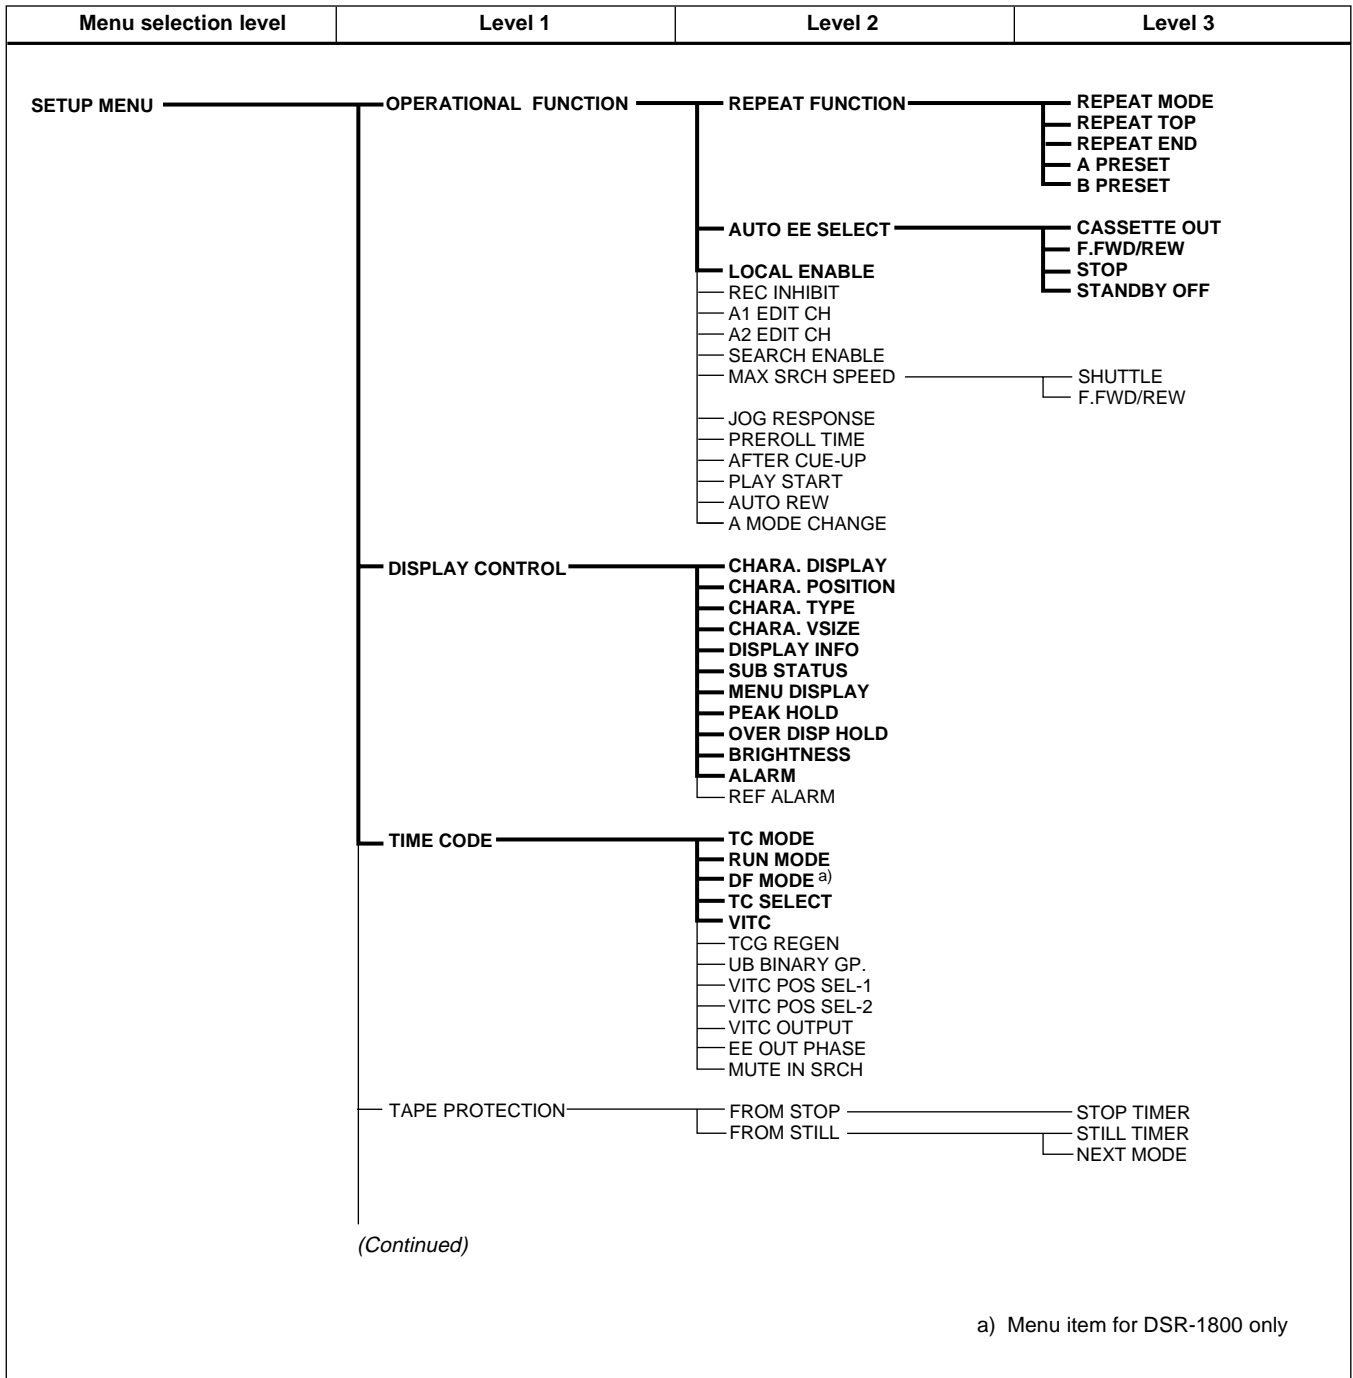 Menu selection level Level 1 Level 2 Level 3
SETUP MENU OPERATIONAL FUNCTION REPEAT FUNCTION REPEAT MODE
REPEAT TOP
REPEAT END
A PRESET
B PRESET
AUTO EE SELECT CASSETTE OUT
F.FWD/REW
LOCAL ENABLE STOP
REC INHIBIT STANDBY OFF
A1 EDIT CH
A2 EDIT CH
SEARCH ENABLE
MAX SRCH SPEED SHUTTLE
F.FWD/REW
JOG RESPONSE
PREROLL TIME
AFTER CUE-UP
PLAY START
AUTO REW
A MODE CHANGE
DISPLAY CONTROL CHARA. DISPLAY
CHARA. POSITION
CHARA. TYPE
CHARA. VSIZE
DISPLAY INFO
SUB STATUS
MENU DISPLAY
PEAK HOLD
OVER DISP HOLD
BRIGHTNESS
ALARM
REF ALARM
TIME CODE TC MODE
RUN MODE
DF MODE a)
TC SELECT
VITC
TCG REGEN
UB BINARY GP.
VITC POS SEL-1
VITC POS SEL-2
VITC OUTPUT
EE OUT PHASE
MUTE IN SRCH
TAPE PROTECTION FROM STOP STOP TIMER
FROM STILL STILL TIMER
NEXT MODE
(Continued)
a) Menu item for DSR-1800 only